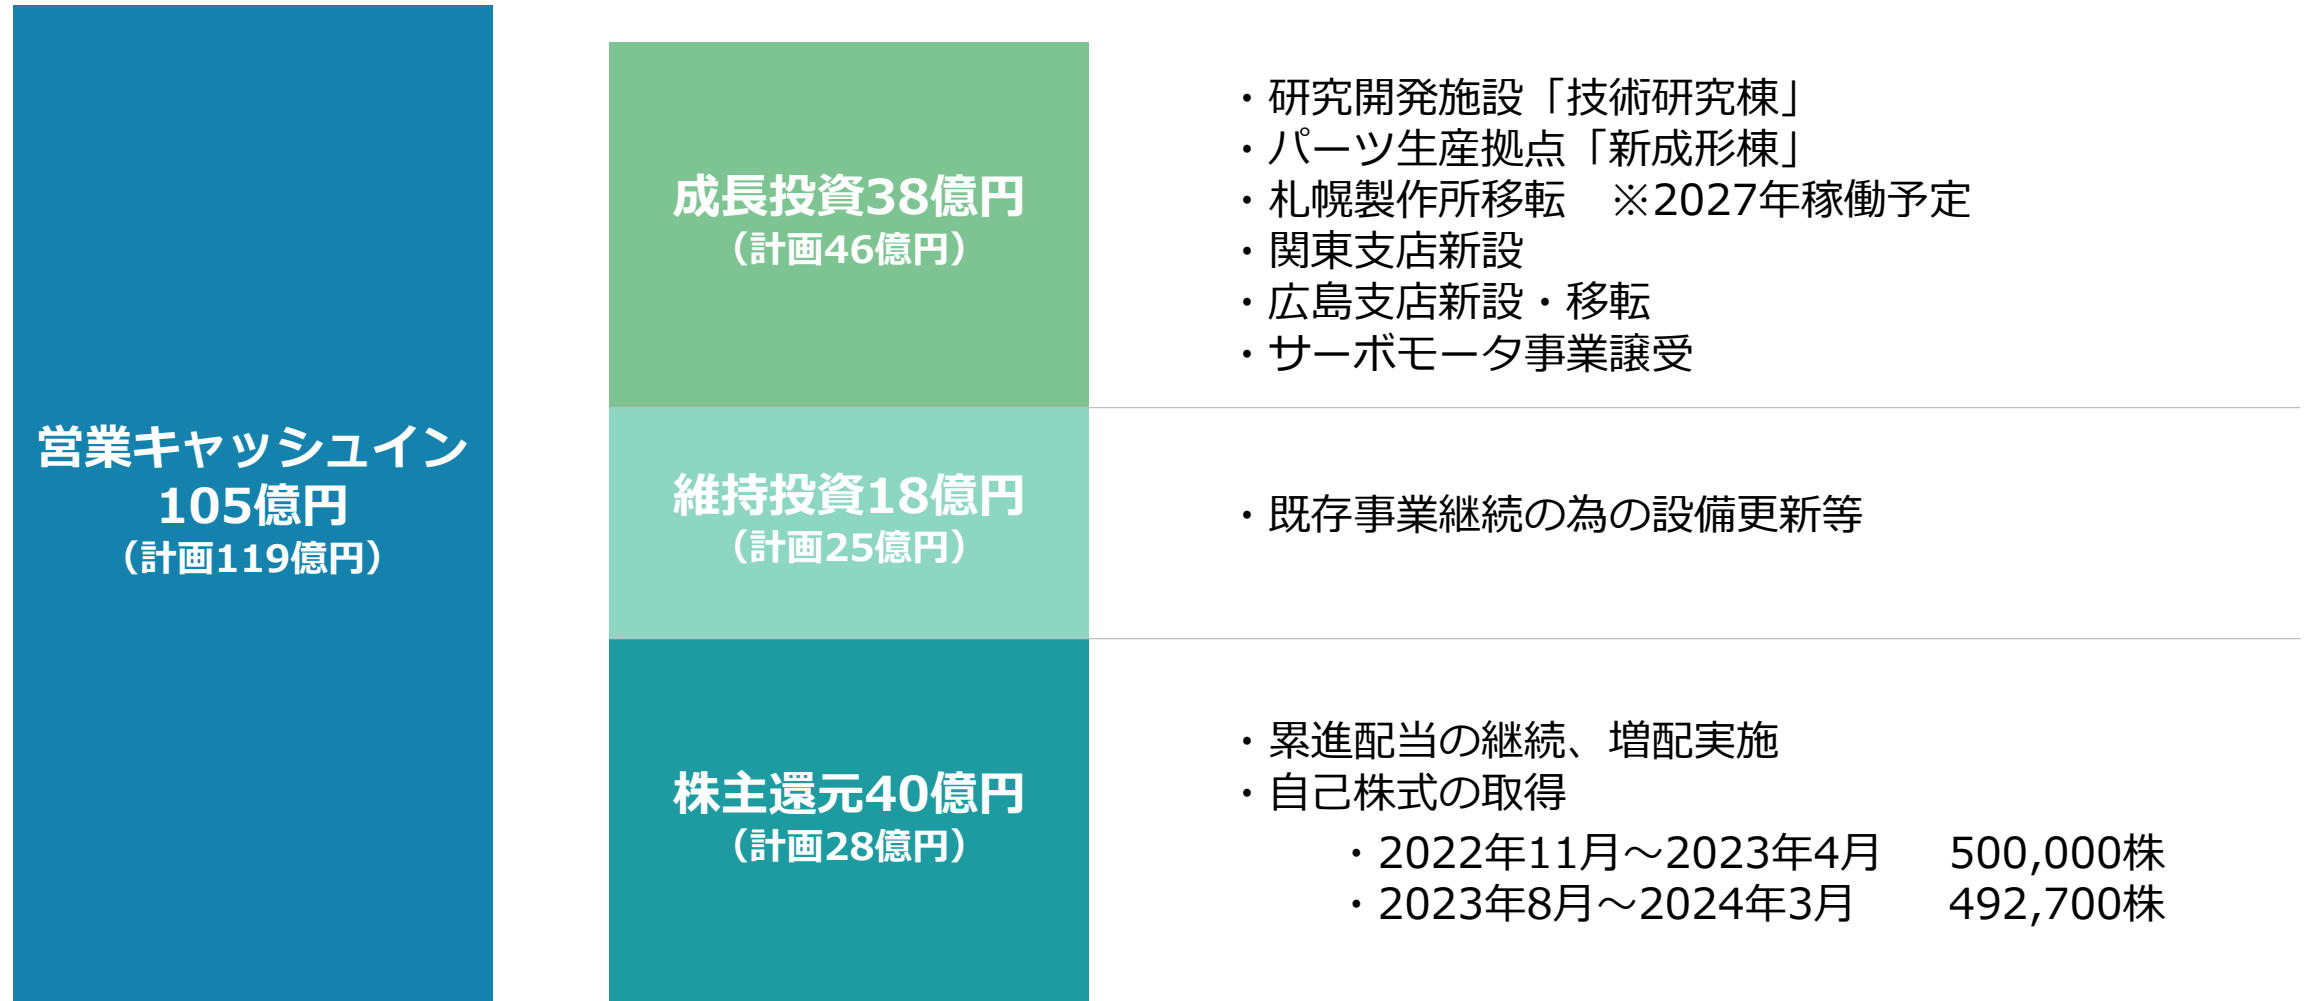 営業キャッシュイン
105億円
（計画119億円）
成長投資38億円
（計画46億円）
・研究開発施設「技術研究棟」
・パーツ生産拠点「新成形棟」
・札幌製作所移転　※2027年稼働予定
・関東支店新設
・広島支店新設・移転
・サーボモータ事業譲受
維持投資18億円
（計画25億円）
・既存事業継続の為の設備更新等
株主還元40億円
（計画28億円）
・累進配当の継続、増配実施
・自己株式の取得
・2022年11月～2023年4月　500,000株
・2023年8月～2024年3月　492,700株